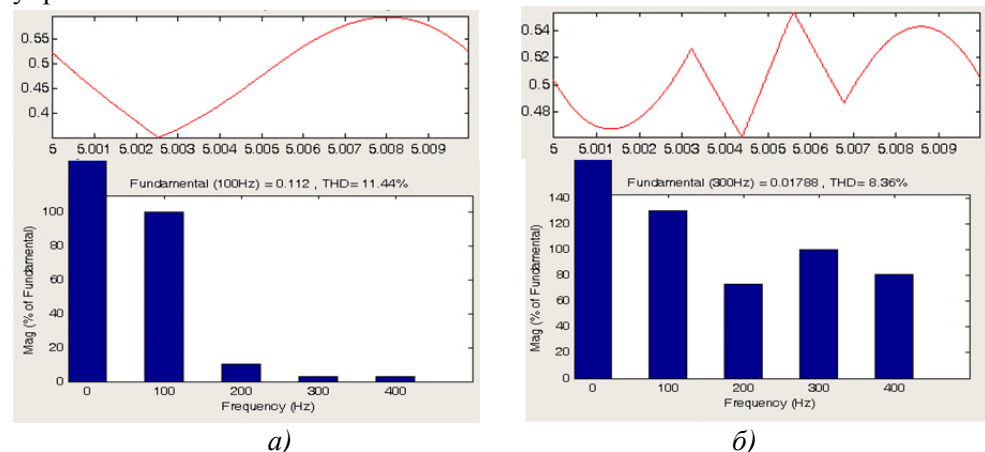 0.55
0.5
0.45
0.4
5 5.001 5.002 5.003 5.004 5.005 5.006 5.007 5.008 5.009
Fundamental (100Hz) = 0.112 , THD= 11.44%
Mag (% of Fundamental)
100
80
60
40
20
0
0 100 200 300 400
Frequency (Hz)
а)
0.54
0.52
0.5
0.48
5 5.001 5.002 5.003 5.004 5.005 5.006 5.007 5.008 5.009
Fundamental (300Hz) = 0.01788 , THD= 8.36%
Mag (% of Fundamental)
140
120
100
80
60
40
20
0
0 100 200 300 400
Frequency (Hz)
б)